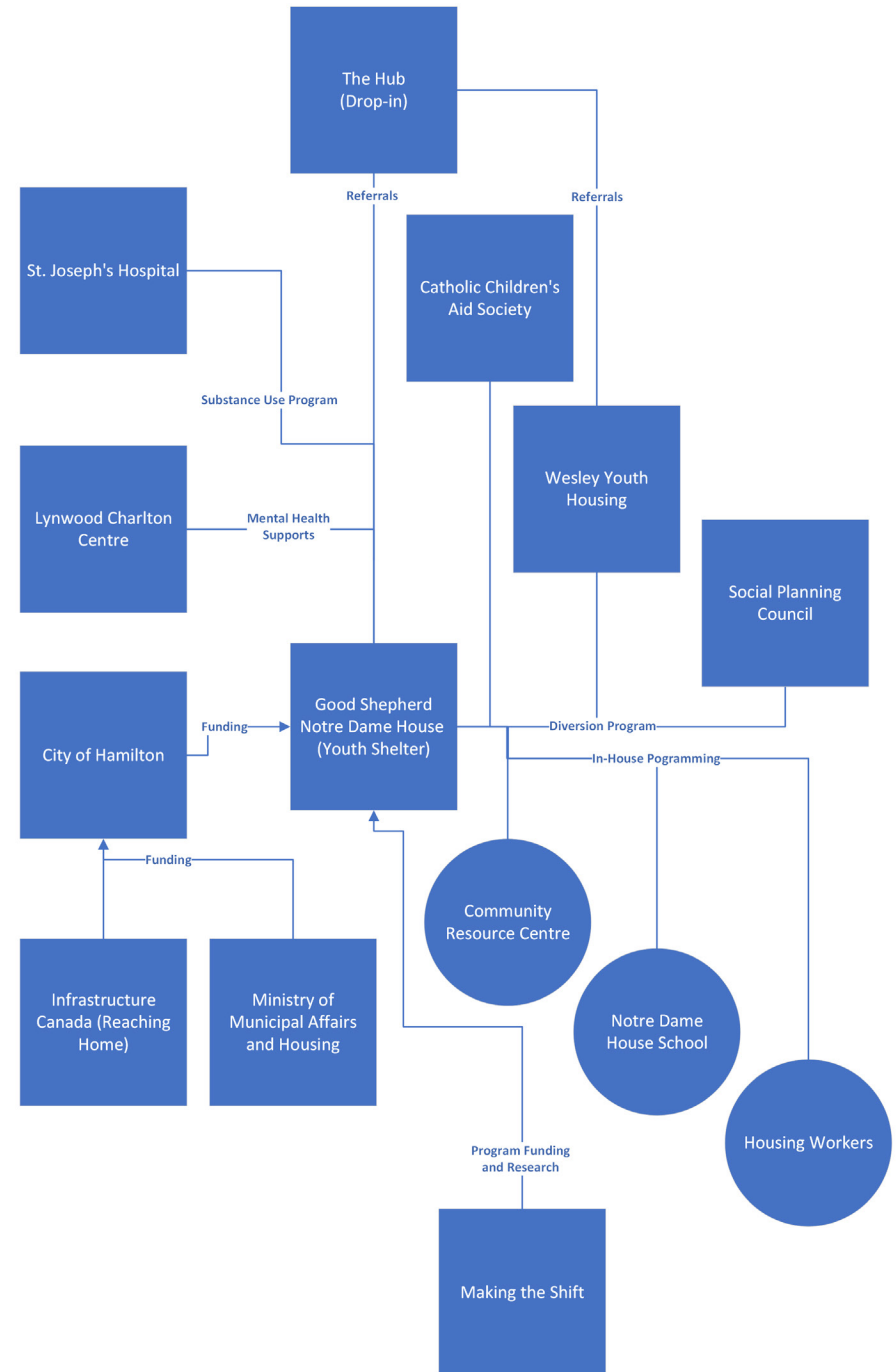 The Hub
(Drop-in)
Referrals
Referrals
St. Joseph's Hospital
Catholic Children's
Aid Society
Substance Use Program
Wesley Youth
Housing
Lynwood Charlton
Centre
Mental Health
Supports
Social Planning
Council
City of Hamilton
Funding
Good Shepherd
Notre Dame House
(Youth Shelter)
Diversion Program
In-House Pogramming
Funding
Community
Resource Centre
Infrastructure
Canada (Reaching
Home)
Ministry of
Municipal Affairs
and Housing
Notre Dame
House School
Housing Workers
Program Funding
and Research
Making the Shift